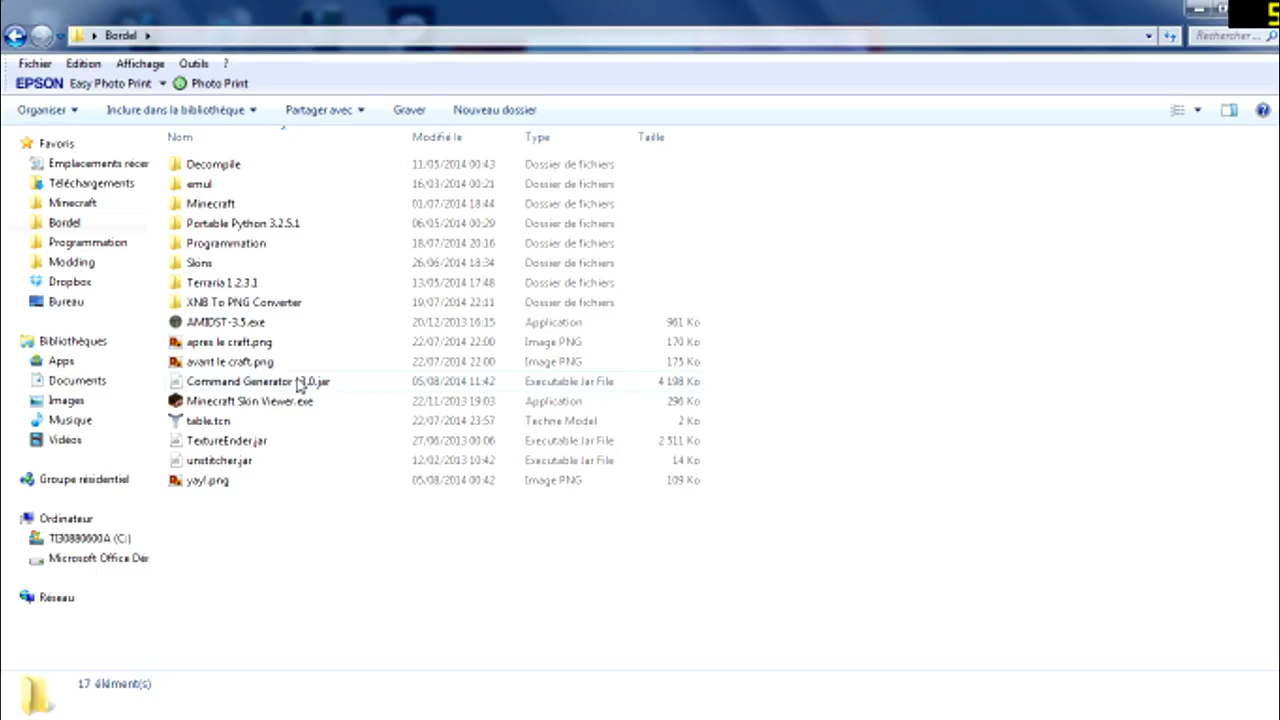 5
Bordel
Rechercher ...
Fichier Edition Affichage Outils ?
EPSON Easy Photo Print Photo Print
Organiser Inclure dans la bibliothèque Partager avec Graver Nouveau dossier
Nom Modifié le Type Taille
Favoris
Emplacements récer
Téléchargements
Minecraft
Bordel
Programmation
Modding
Dropbox
Bureau
Bibliothèques
Apps
Documents
Images
Musique
Vidéos
Groupe résidentiel
Ordinateur
TI30880600A (C:)
Microsoft Office Dér
Réseau
Decompile 11/05/2014 00:43 Dossier de fichiers
emul 16/03/2014 00:21 Dossier de fichiers
Minecraft 01/07/2014 18:44 Dossier de fichiers
Portable Python 3.2.5.1 06/05/2014 00:29 Dossier de fichiers
Programmation 18/07/2014 20:16 Dossier de fichiers
Skins 26/06/2014 18:34 Dossier de fichiers
Terraria 1.2.3.1 13/05/2014 17:48 Dossier de fichiers
XNB To PNG Converter 19/07/2014 22:11 Dossier de fichiers
AMIDST-3.5.exe 20/12/2013 16:15 Application 961 Ko
apres le craft.png 22/07/2014 22:00 Image PNG 170 Ko
avant le craft.png 22/07/2014 22:00 Image PNG 175 Ko
Command Generator 3.0.jar 05/08/2014 11:42 Executable Jar File 4 198 Ko
Minecraft Skin Viewer.exe 22/11/2013 19:03 Application 296 Ko
table.tcn 22/07/2014 23:57 Techne Model 2 Ko
TextureEnder.jar 27/06/2013 00:06 Executable Jar File 2 511 Ko
unstitcher.jar 12/02/2013 10:42 Executable Jar File 14 Ko
yay!.png 05/08/2014 00:42 Image PNG 109 Ko
17 élément(s)